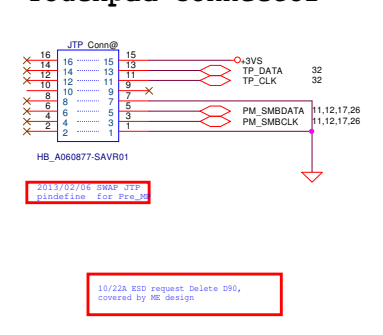 Touchpad Connector
JTP Conn@
16 16 15 15 +3VS
14 14 13 13 TP_DATA 32
12 12 11 11 TP_CLK 32
10 10 9 9
8 8 7 7
6 6 5 5 PM_SMBDATA 11,12,17,26
4 4 3 3 PM_SMBCLK 11,12,17,26
2 2 1 1
HB_A060877-SAVR01
2013/02/06 SWAP JTP
pindefine for Pre_MP
10/22A ESD request Delete D90,
covered by ME design